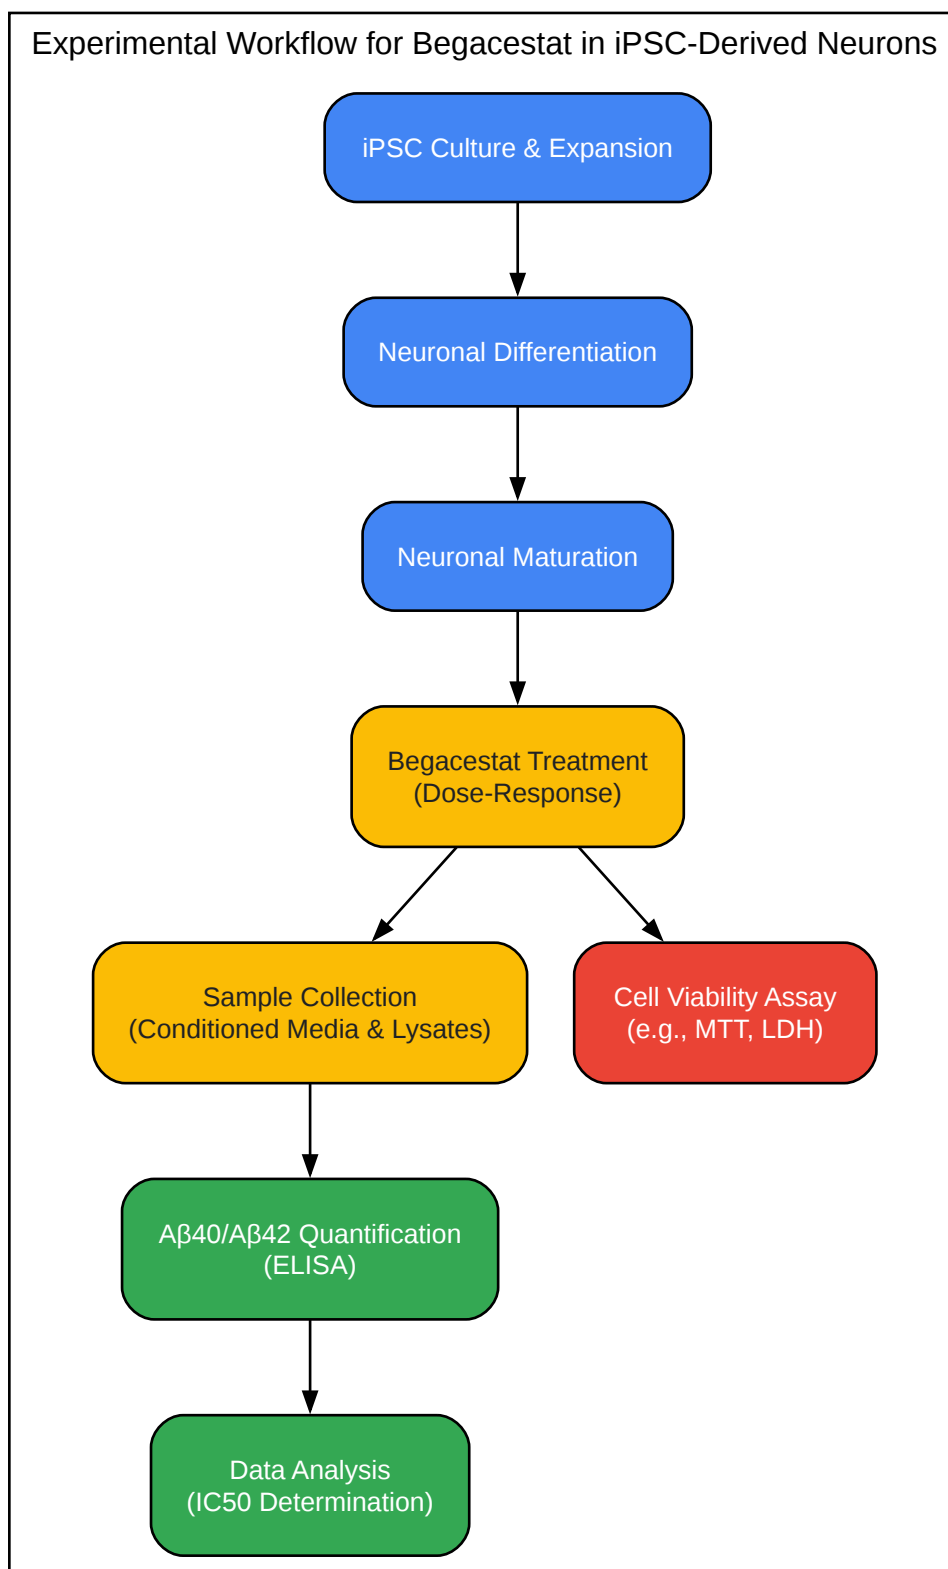 Experimental Workflow for Begacestat in iPSC-Derived Neurons
iPSC Culture & Expansion
Neuronal Differentiation
Neuronal Maturation
Begacestat Treatment
(Dose-Response)
Sample Collection
(Conditioned Media & Lysates)
Cell Viability Assay
(e.g., MTT, LDH)
Aβ40/Aβ42 Quantification
(ELISA)
Data Analysis
(IC50 Determination)